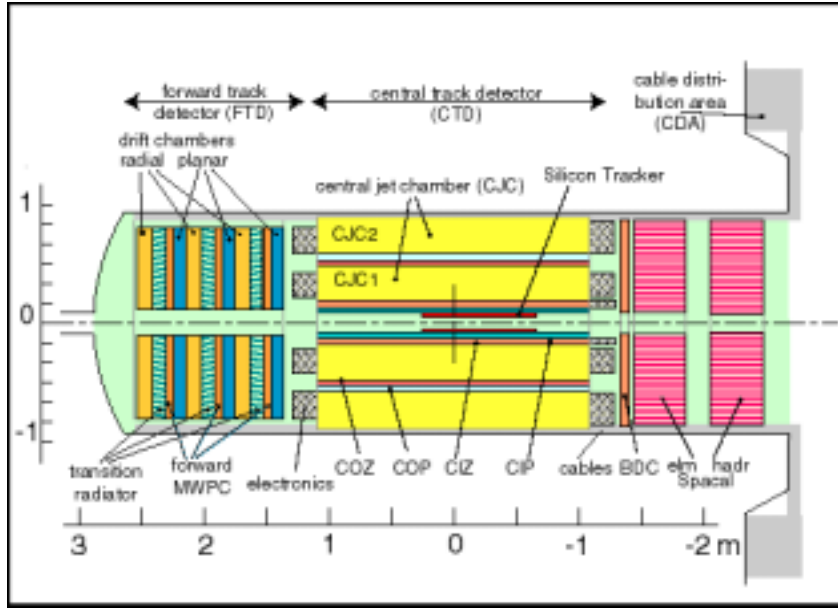 forward track
detector (FTD)
central track detector
(CTD)
cable distri-
bution area
(CDA)
drift chambers
radial planar
central jet chamber (CJC)
Silicon Tracker
1
CJC2
CJC1
0
-1
transition
radiator
forward
MWPC
electronics
COZ
COP
CIZ
CIP
cables
BDC
elm hadr
Spacal
3 2 1 0 -1 -2 m